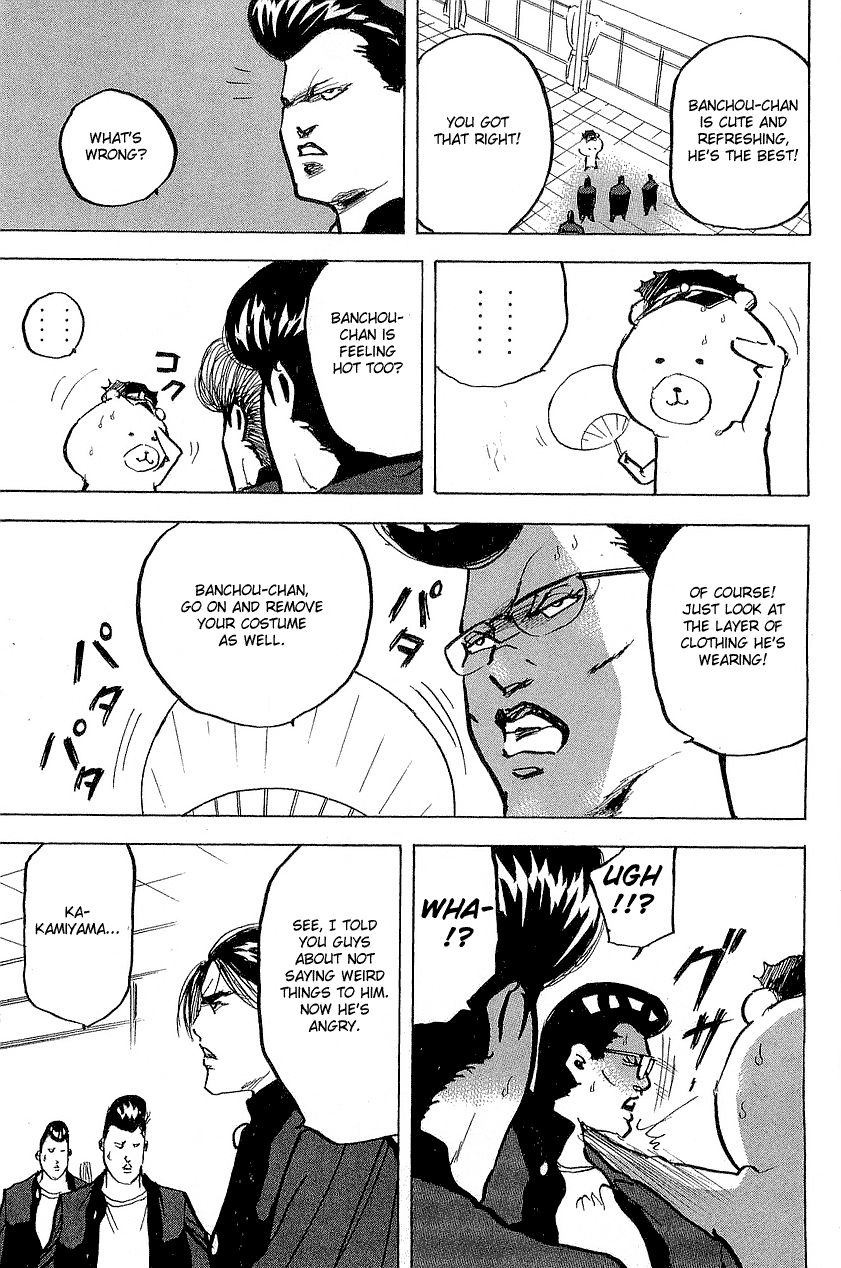 BANCHOU-CHAN
IS CUTE AND
REFRESHING,
HE'S THE BEST!
YOU GOT
THAT RIGHT!
WHAT'S
WRONG?
BANCHOU-
CHAN IS
FEELING
HOT TOO?
コク
OF COURSE!
JUST LOOK AT
THE LAYER OF
CLOTHING HE'S
WEARING!
BANCHOU-CHAN,
GO ON AND REMOVE
YOUR COSTUME
AS WELL.
パタ
パタ
パタ
UGH
!!?
WHA-
!?
グサ
SEE, I TOLD
YOU GUYS
ABOUT NOT
SAYING WEIRD
THINGS TO HIM.
NOW HE'S
ANGRY.
KA-
KAMIYAMA...